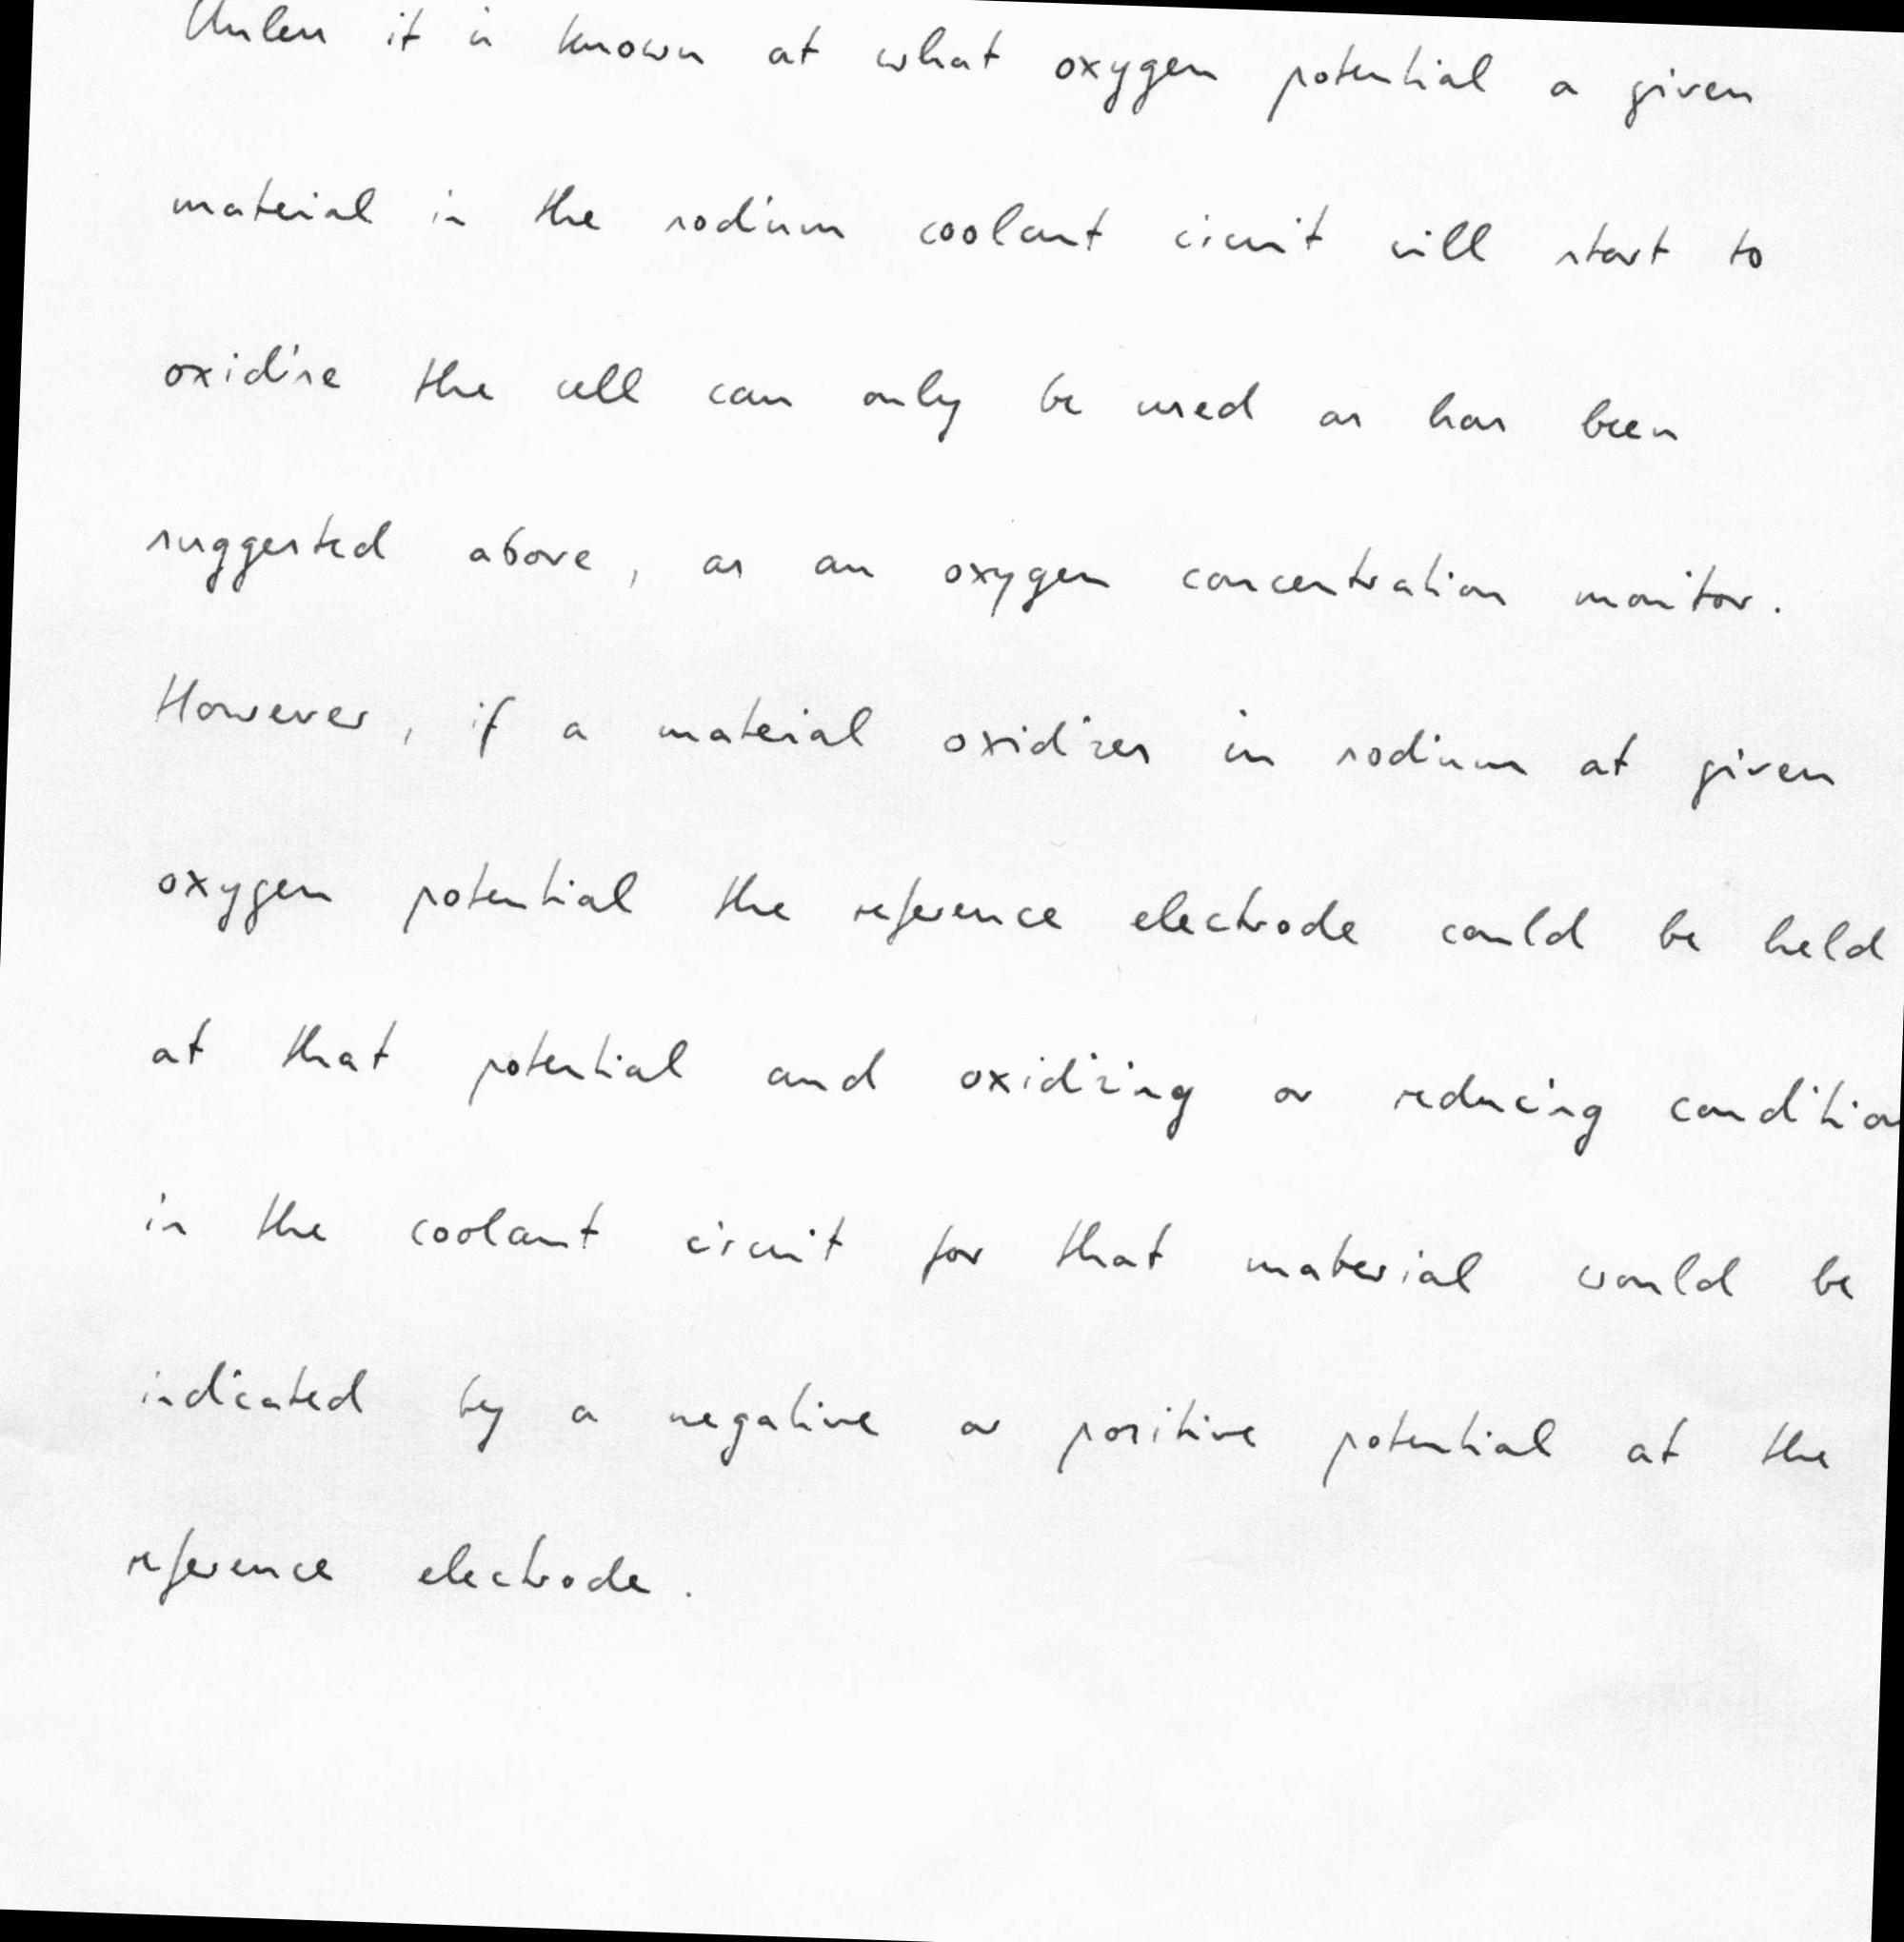 Unless it is known at what oxygen potential a given
material in the sodium coolant circuit will start to
oxidise the cell can only be used as has been
suggested above, as an oxygen concentration monitor.
However, if a material oxidizes in sodium at given
oxygen potential the reference electrode could be held
at that potential and oxidizing or reducing condition
in the coolant circuit for that material would be
indicated by a negative or positive potential at the
reference electrode.